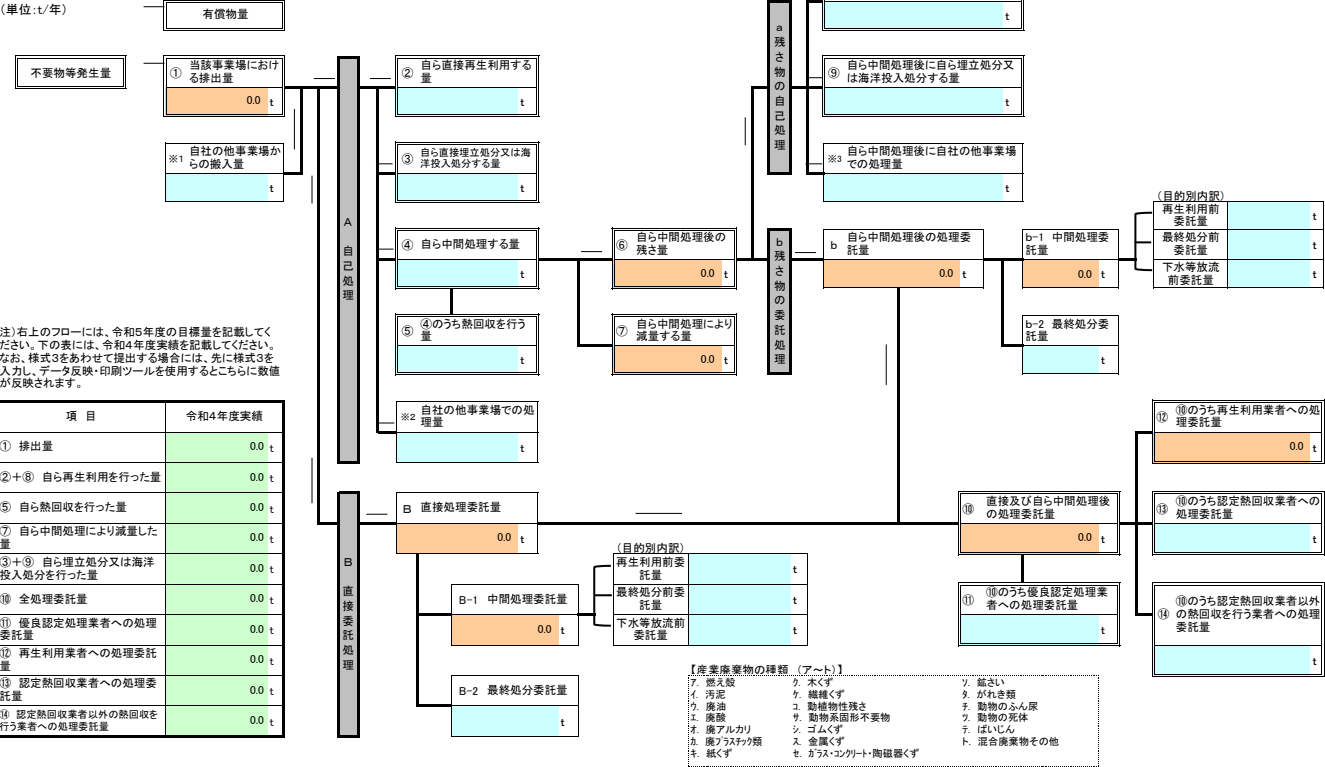 (単位:t/年)
有償物量
不要物等発生量
① 当該事業場におけ
る排出量
0.0 t
※1 自社の他事業場か
らの搬入量
t
A 自己処理
② 自ら直接再生利用する
量
t
③ 自ら直接埋立処分又は海
洋投入処分する量
t
④ 自ら中間処理する量
t
⑤ ④のうち熱回収を行う
量
t
※2 自社の他事業場での処
理量
t
⑥ 自ら中間処理後の
残さ量
0.0 t
⑦ 自ら中間処理により
減量する量
0.0 t
a 残さ物の自己処理
t
⑨ 自ら中間処理後に自ら埋立処分又
は海洋投入処分する量
t
※3 自ら中間処理後に自社の他事業場
での処理量
t
b 残さ物の委託処理
b 自ら中間処理後の処理委
託量
0.0 t
b-1 中間処理委
託量
0.0 t
(目的別内訳)
再生利用前
委託量
t
最終処分前
委託量
t
下水等放流
前委託量
t
b-2 最終処分委
託量
t
注)右上のフローには、令和5年度の目標量を記載してく
ださい。下の表には、令和4年度実績を記載してください。
なお、様式3をあわせて提出する場合には、先に様式3を
入力し、データ反映・印刷ツールを使用するとこちらに数値
が反映されます。
項 目 令和4年度実績
① 排出量 0.0 t
②+⑧ 自ら再生利用を行った量 0.0 t
⑤ 自ら熱回収を行った量 0.0 t
⑦ 自ら中間処理により減量した
量 0.0 t
③+⑨ 自ら埋立処分又は海洋
投入処分を行った量 0.0 t
⑩ 全処理委託量 0.0 t
⑪ 優良認定処理業者への処理
委託量 0.0 t
⑫ 再生利用業者への処理委託
量 0.0 t
⑬ 認定熱回収業者への処理委
託量 0.0 t
⑭ 認定熱回収業者以外の熱回収を
行う業者への処理委託量 0.0 t
B 直接委託処理
B 直接処理委託量
0.0 t
B-1 中間処理委託量
0.0 t
(目的別内訳)
再生利用前委
託量
t
最終処分前委
託量
t
下水等放流前
委託量
t
B-2 最終処分委託量
t
⑩ 直接及び自ら中間処理後
の処理委託量
0.0 t
⑪ ⑩のうち優良認定処理業
者への処理委託量
t
⑫ ⑩のうち再生利用業者への処
理委託量
0.0 t
⑬ ⑩のうち認定熱回収業者への
処理委託量
t
⑭ ⑩のうち認定熱回収業者以外
の熱回収を行う業者への処理
委託量
t
【産業廃棄物の種類 (ア～ト)】
ア. 燃え殻
イ. 汚泥
ウ. 廃油
エ. 廃酸
オ. 廃アルカリ
カ. 廃プラスチック類
キ. 紙くず
ク. 木くず
ケ. 繊維くず
コ. 動植物性残さ
サ. 動物系固形不要物
シ. ゴムくず
ス. 金属くず
セ. ガラス・コンクリート・陶磁器くず
ソ. 鉱さい
タ. がれき類
チ. 動物のふん尿
ツ. 動物の死体
テ. ばいじん
ト. 混合廃棄物その他